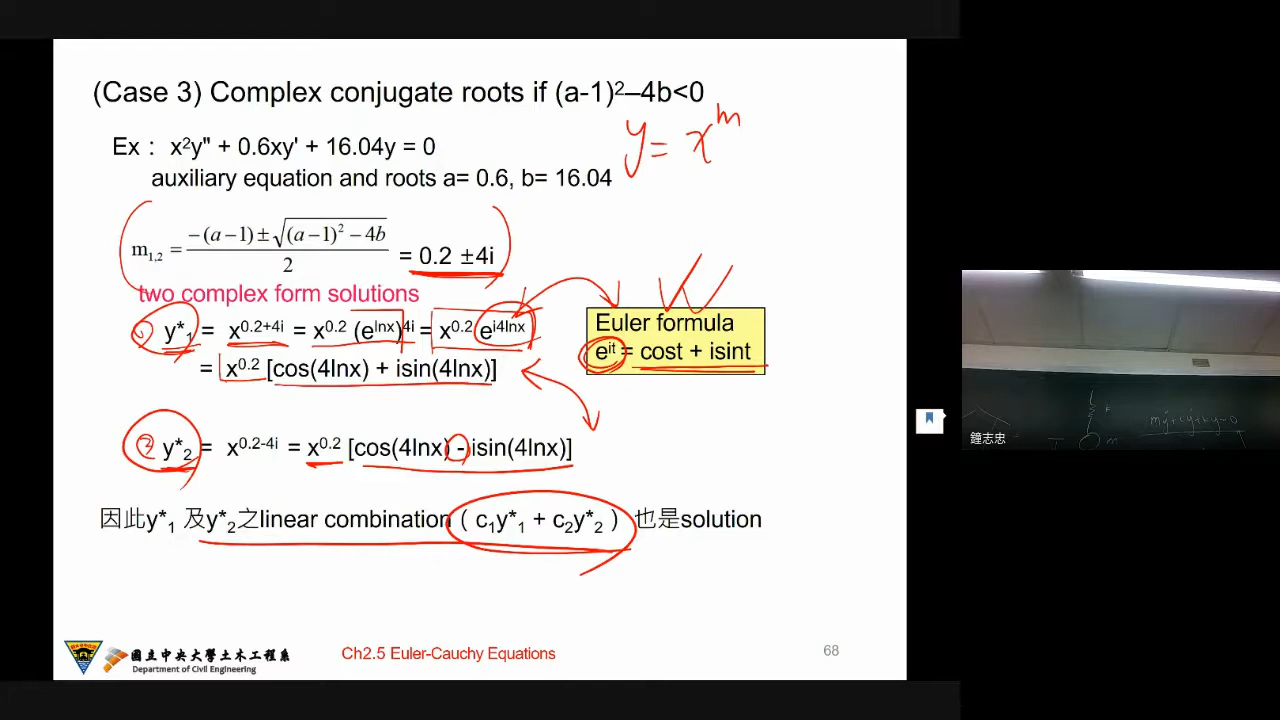 (Case 3) Complex conjugate roots if (a-1)²–4b<0
y = x^m
Ex： x²y" + 0.6xy' + 16.04y = 0
auxiliary equation and roots a= 0.6, b= 16.04
m₁,₂ = \frac{-(a-1)±\sqrt{(a-1)²-4b}}{2} = 0.2 ±4i
two complex form solutions
① y*₁ = x^{0.2+4i} = x^{0.2} (e^{lnx})^{4i} = x^{0.2} e^{i4lnx}
= x^{0.2} [cos(4lnx) + isin(4lnx)]
Euler formula
e^{it} = cost + isint
② y*₂ = x^{0.2-4i} = x^{0.2} [cos(4lnx) - isin(4lnx)]
因此y*₁ 及y*₂之linear combination（c₁y*₁ + c₂y*₂ ）也是solution
國立中央大學土木工程系
Department of Civil Engineering
Ch2.5 Euler-Cauchy Equations
68
鐘志忠